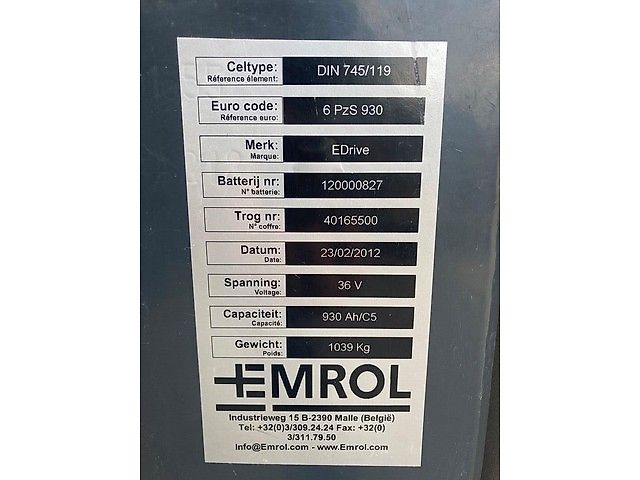 Celtype: DIN 745/119
Réference élement:
Euro code: 6 PzS 930
Réference euro:
Merk: EDrive
Marque:
Batterij nr: 120000827
N° batterie:
Trog nr: 40165500
N° coffre:
Datum: 23/02/2012
Date:
Spanning: 36 V
Voltage:
Capaciteit: 930 Ah/C5
Capacité:
Gewicht: 1039 Kg
Poids:
EMROL
Industrieweg 15 B-2390 Malle (België)
Tel: +32(0)3/309.24.24 Fax: +32(0)
3/311.79.50
Info@Emrol.com - www.Emrol.com